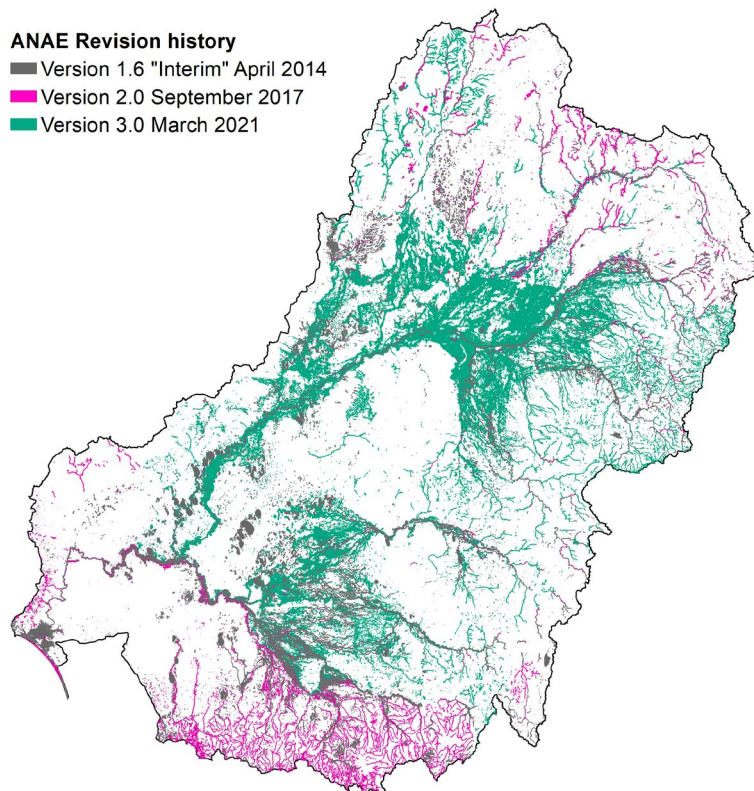 ANAE Revision history
Version 1.6 "Interim" April 2014
Version 2.0 September 2017
Version 3.0 March 2021